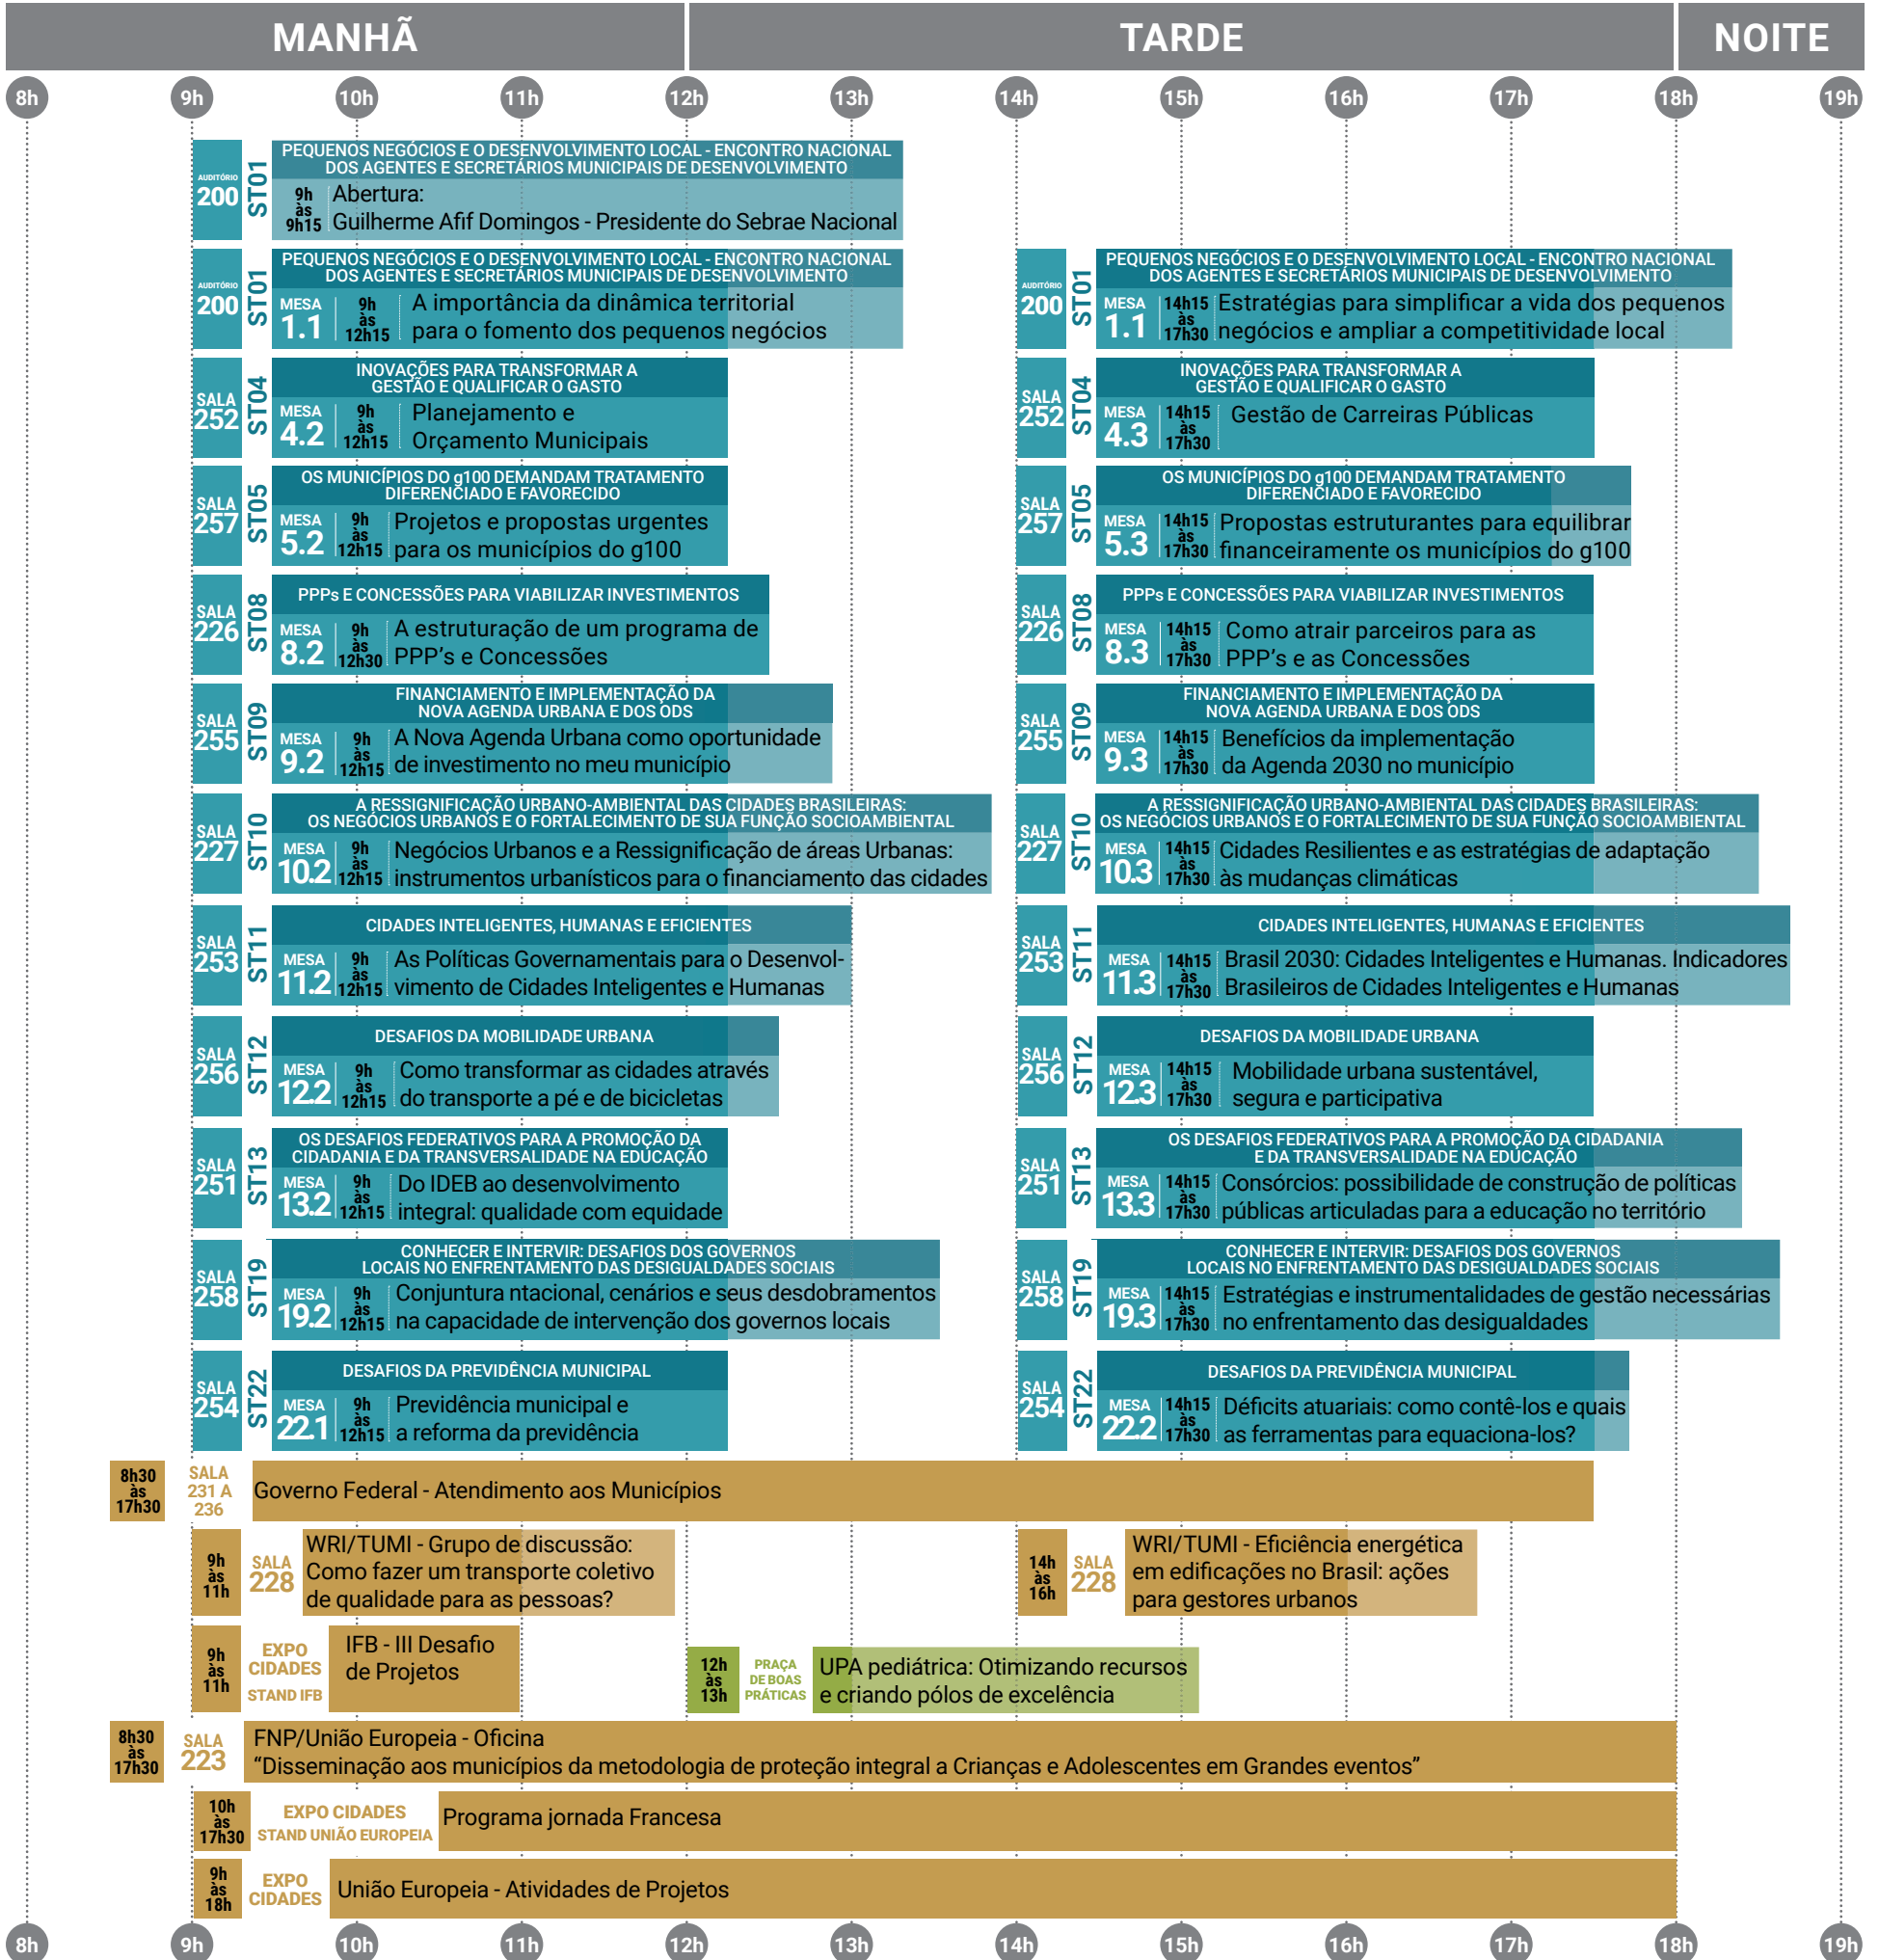 MANHÃ
TARDE
NOITE
8h 9h 10h 11h 12h 13h 14h 15h 16h 17h 18h 19h
AUDITÓRIO
200
ST01
PEQUENOS NEGÓCIOS E O DESENVOLVIMENTO LOCAL - ENCONTRO NACIONAL
DOS AGENTES E SECRETÁRIOS MUNICIPAIS DE DESENVOLVIMENTO
9h
às
9h15
Abertura:
Guilherme Afif Domingos - Presidente do Sebrae Nacional
AUDITÓRIO
200
ST01
PEQUENOS NEGÓCIOS E O DESENVOLVIMENTO LOCAL - ENCONTRO NACIONAL
DOS AGENTES E SECRETÁRIOS MUNICIPAIS DE DESENVOLVIMENTO
MESA
1.1
9h
às
12h15
A importância da dinâmica territorial
para o fomento dos pequenos negócios
AUDITÓRIO
200
ST01
PEQUENOS NEGÓCIOS E O DESENVOLVIMENTO LOCAL - ENCONTRO NACIONAL
DOS AGENTES E SECRETÁRIOS MUNICIPAIS DE DESENVOLVIMENTO
MESA
1.1
14h15
às
17h30
Estratégias para simplificar a vida dos pequenos
negócios e ampliar a competitividade local
SALA
252
ST04
INOVAÇÕES PARA TRANSFORMAR A
GESTÃO E QUALIFICAR O GASTO
MESA
4.2
9h
às
12h15
Planejamento e
Orçamento Municipais
SALA
252
ST04
INOVAÇÕES PARA TRANSFORMAR A
GESTÃO E QUALIFICAR O GASTO
MESA
4.3
14h15
às
17h30
Gestão de Carreiras Públicas
SALA
257
ST05
OS MUNICÍPIOS DO g100 DEMANDAM TRATAMENTO
DIFERENCIADO E FAVORECIDO
MESA
5.2
9h
às
12h15
Projetos e propostas urgentes
para os municípios do g100
SALA
257
ST05
OS MUNICÍPIOS DO g100 DEMANDAM TRATAMENTO
DIFERENCIADO E FAVORECIDO
MESA
5.3
14h15
às
17h30
Propostas estruturantes para equilibrar
financeiramente os municípios do g100
SALA
226
ST08
PPPs E CONCESSÕES PARA VIABILIZAR INVESTIMENTOS
MESA
8.2
9h
às
12h30
A estruturação de um programa de
PPP's e Concessões
SALA
226
ST08
PPPs E CONCESSÕES PARA VIABILIZAR INVESTIMENTOS
MESA
8.3
14h15
às
17h30
Como atrair parceiros para as
PPP's e as Concessões
SALA
255
ST09
FINANCIAMENTO E IMPLEMENTAÇÃO DA
NOVA AGENDA URBANA E DOS ODS
MESA
9.2
9h
às
12h15
A Nova Agenda Urbana como oportunidade
de investimento no meu município
SALA
255
ST09
FINANCIAMENTO E IMPLEMENTAÇÃO DA
NOVA AGENDA URBANA E DOS ODS
MESA
9.3
14h15
às
17h30
Benefícios da implementação
da Agenda 2030 no município
SALA
227
ST10
A RESSIGNIFICAÇÃO URBANO-AMBIENTAL DAS CIDADES BRASILEIRAS:
OS NEGÓCIOS URBANOS E O FORTALECIMENTO DE SUA FUNÇÃO SOCIOAMBIENTAL
MESA
10.2
9h
às
12h15
Negócios Urbanos e a Ressignificação de áreas Urbanas:
instrumentos urbanísticos para o financiamento das cidades
SALA
227
ST10
A RESSIGNIFICAÇÃO URBANO-AMBIENTAL DAS CIDADES BRASILEIRAS:
OS NEGÓCIOS URBANOS E O FORTALECIMENTO DE SUA FUNÇÃO SOCIOAMBIENTAL
MESA
10.3
14h15
às
17h30
Cidades Resilientes e as estratégias de adaptação
às mudanças climáticas
SALA
253
ST11
CIDADES INTELIGENTES, HUMANAS E EFICIENTES
MESA
11.2
9h
às
12h15
As Políticas Governamentais para o Desenvol-
vimento de Cidades Inteligentes e Humanas
SALA
253
ST11
CIDADES INTELIGENTES, HUMANAS E EFICIENTES
MESA
11.3
14h15
às
17h30
Brasil 2030: Cidades Inteligentes e Humanas. Indicadores
Brasileiros de Cidades Inteligentes e Humanas
SALA
256
ST12
DESAFIOS DA MOBILIDADE URBANA
MESA
12.2
9h
às
12h15
Como transformar as cidades através
do transporte a pé e de bicicletas
SALA
256
ST12
DESAFIOS DA MOBILIDADE URBANA
MESA
12.3
14h15
às
17h30
Mobilidade urbana sustentável,
segura e participativa
SALA
251
ST13
OS DESAFIOS FEDERATIVOS PARA A PROMOÇÃO DA
CIDADANIA E DA TRANSVERSALIDADE NA EDUCAÇÃO
MESA
13.2
9h
às
12h15
Do IDEB ao desenvolvimento
integral: qualidade com equidade
SALA
251
ST13
OS DESAFIOS FEDERATIVOS PARA A PROMOÇÃO DA CIDADANIA
E DA TRANSVERSALIDADE NA EDUCAÇÃO
MESA
13.3
14h15
às
17h30
Consórcios: possibilidade de construção de políticas
públicas articuladas para a educação no território
SALA
258
ST19
CONHECER E INTERVIR: DESAFIOS DOS GOVERNOS
LOCAIS NO ENFRENTAMENTO DAS DESIGUALDADES SOCIAIS
MESA
19.2
9h
às
12h15
Conjuntura ntacional, cenários e seus desdobramentos
na capacidade de intervenção dos governos locais
SALA
258
ST19
CONHECER E INTERVIR: DESAFIOS DOS GOVERNOS
LOCAIS NO ENFRENTAMENTO DAS DESIGUALDADES SOCIAIS
MESA
19.3
14h15
às
17h30
Estratégias e instrumentalidades de gestão necessárias
no enfrentamento das desigualdades
SALA
254
ST22
DESAFIOS DA PREVIDÊNCIA MUNICIPAL
MESA
22.1
9h
às
12h15
Previdência municipal e
a reforma da previdência
SALA
254
ST22
DESAFIOS DA PREVIDÊNCIA MUNICIPAL
MESA
22.2
14h15
às
17h30
Déficits atuariais: como contê-los e quais
as ferramentas para equaciona-los?
8h30
às
17h30
SALA
231 A
236
Governo Federal - Atendimento aos Municípios
9h
às
11h
SALA
228
WRI/TUMI - Grupo de discussão:
Como fazer um transporte coletivo
de qualidade para as pessoas?
14h
às
16h
SALA
228
WRI/TUMI - Eficiência energética
em edificações no Brasil: ações
para gestores urbanos
9h
às
11h
EXPO
CIDADES
STAND IFB
IFB - III Desafio
de Projetos
12h
às
13h
PRAÇA
DE BOAS
PRÁTICAS
UPA pediátrica: Otimizando recursos
e criando pólos de excelência
8h30
às
17h30
SALA
223
FNP/União Europeia - Oficina
“Disseminação aos municípios da metodologia de proteção integral a Crianças e Adolescentes em Grandes eventos”
10h
às
17h30
EXPO CIDADES
STAND UNIÃO EUROPEIA
Programa jornada Francesa
9h
às
18h
EXPO
CIDADES
União Europeia - Atividades de Projetos
8h 9h 10h 11h 12h 13h 14h 15h 16h 17h 18h 19h